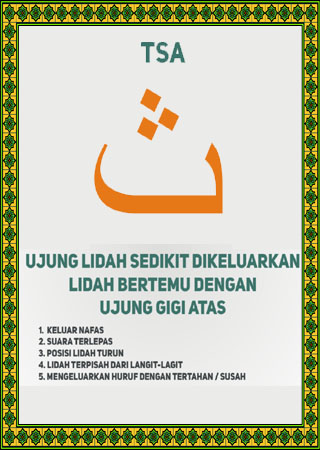 TSA
ث
UJUNG LIDAH SEDIKIT DIKELUARKAN
LIDAH BERTEMU DENGAN
UJUNG GIGI ATAS
1. KELUAR NAFAS
2. SUARA TERLEPAS
3. POSISI LIDAH TURUN
4. LIDAH TERPISAH DARI LANGIT-LAGIT
5. MENGELUARKAN HURUF DENGAN TERTAHAN / SUSAH